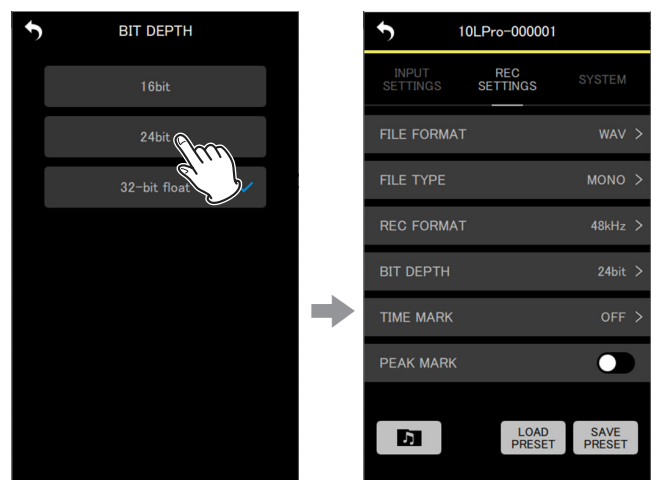 BIT DEPTH
16bit
24bit
32-bit float
10LPro-000001
INPUT
SETTINGS
REC
SETTINGS
SYSTEM
FILE FORMAT WAV >
FILE TYPE MONO >
REC FORMAT 48kHz >
BIT DEPTH 24bit >
TIME MARK OFF >
PEAK MARK
LOAD
PRESET
SAVE
PRESET